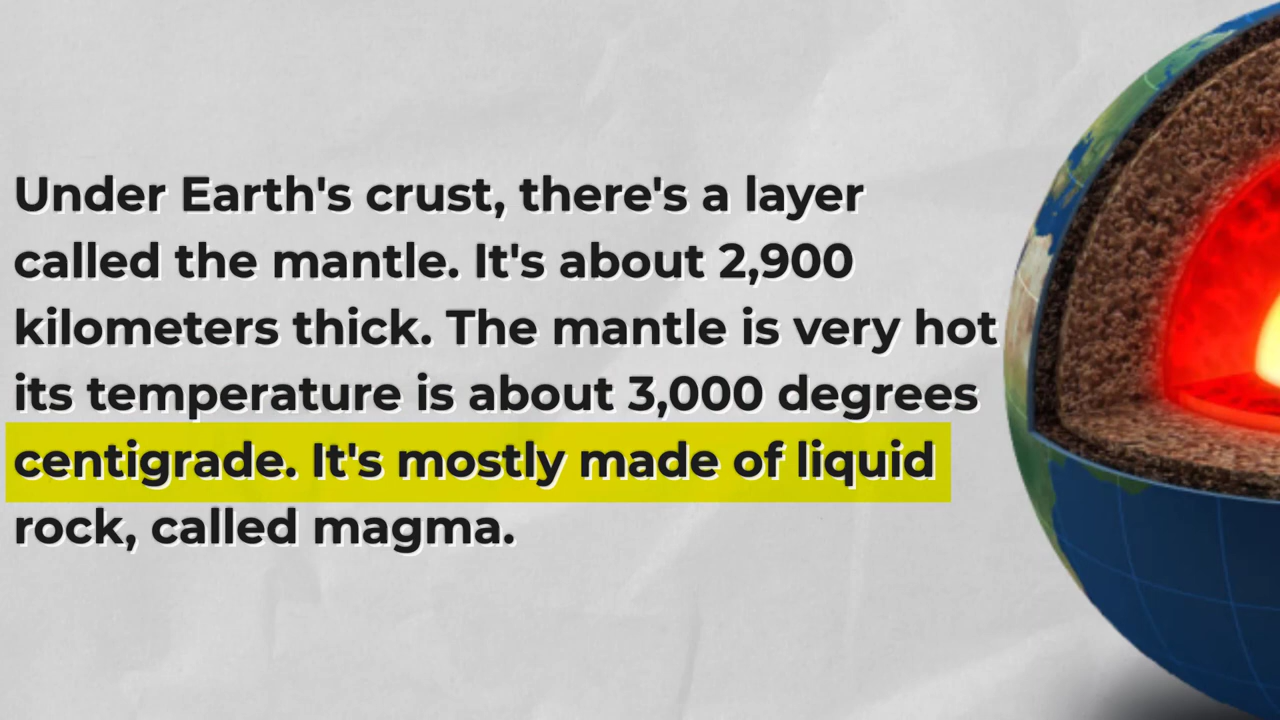 Under Earth's crust, there's a layer
called the mantle. It's about 2,900
kilometers thick. The mantle is very hot
its temperature is about 3,000 degrees
centigrade. It's mostly made of liquid
rock, called magma.